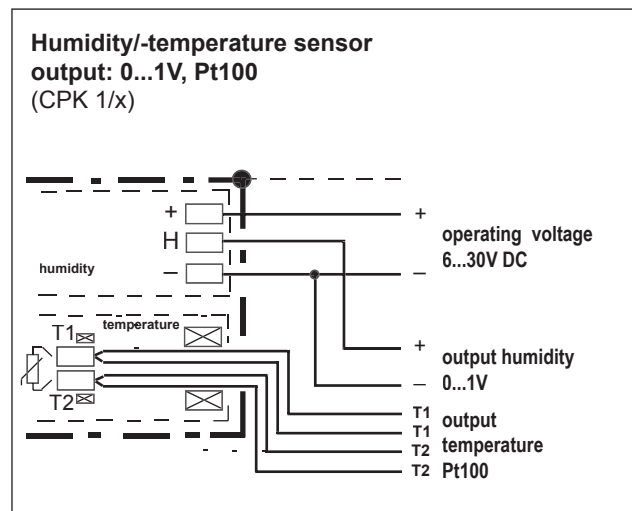 Humidity/-temperature sensor
output: 0...1V, Pt100
(CPK 1/x)
+ +
H operating voltage
6...30V DC
– –
humidity
temperature
T1
T2
+
output humidity
0...1V
–
T1 output
T1
temperature
T2
T2 Pt100